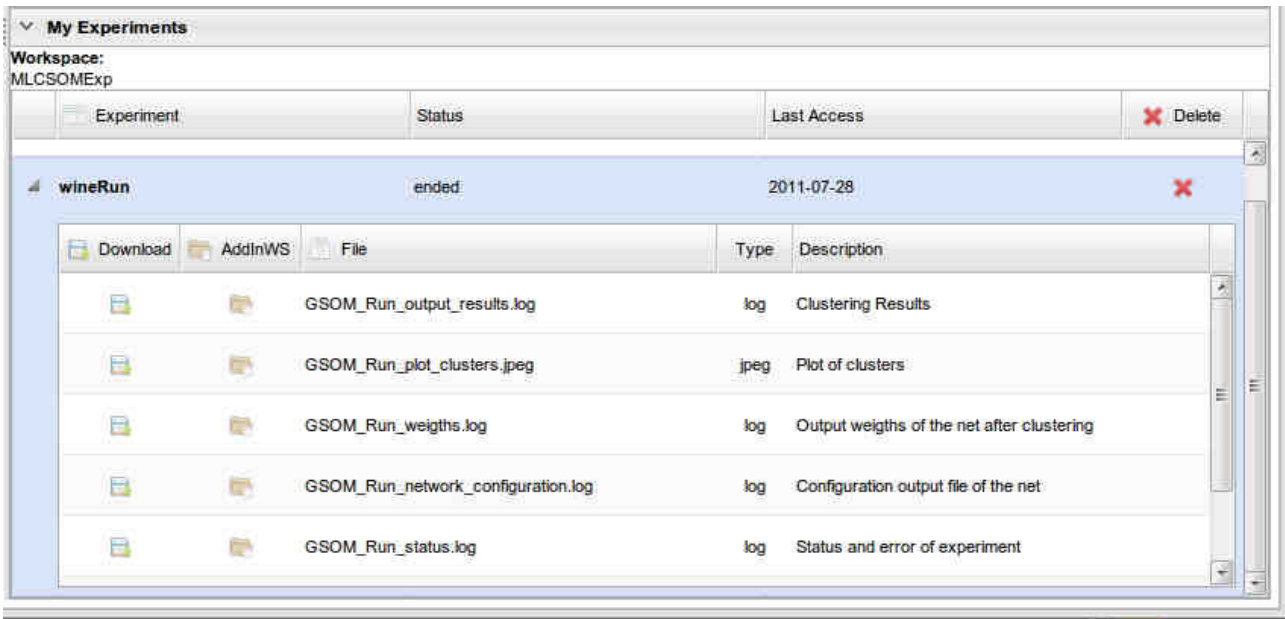 My Experiments
Workspace:
MLCSOMExp
Experiment Status Last Access Delete
wineRun ended 2011-07-28
Download AddInWS File Type Description
GSOM_Run_output_results.log log Clustering Results
GSOM_Run_plot_clusters.jpeg jpeg Plot of clusters
GSOM_Run_weigths.log log Output weigths of the net after clustering
GSOM_Run_network_configuration.log log Configuration output file of the net
GSOM_Run_status.log log Status and error of experiment